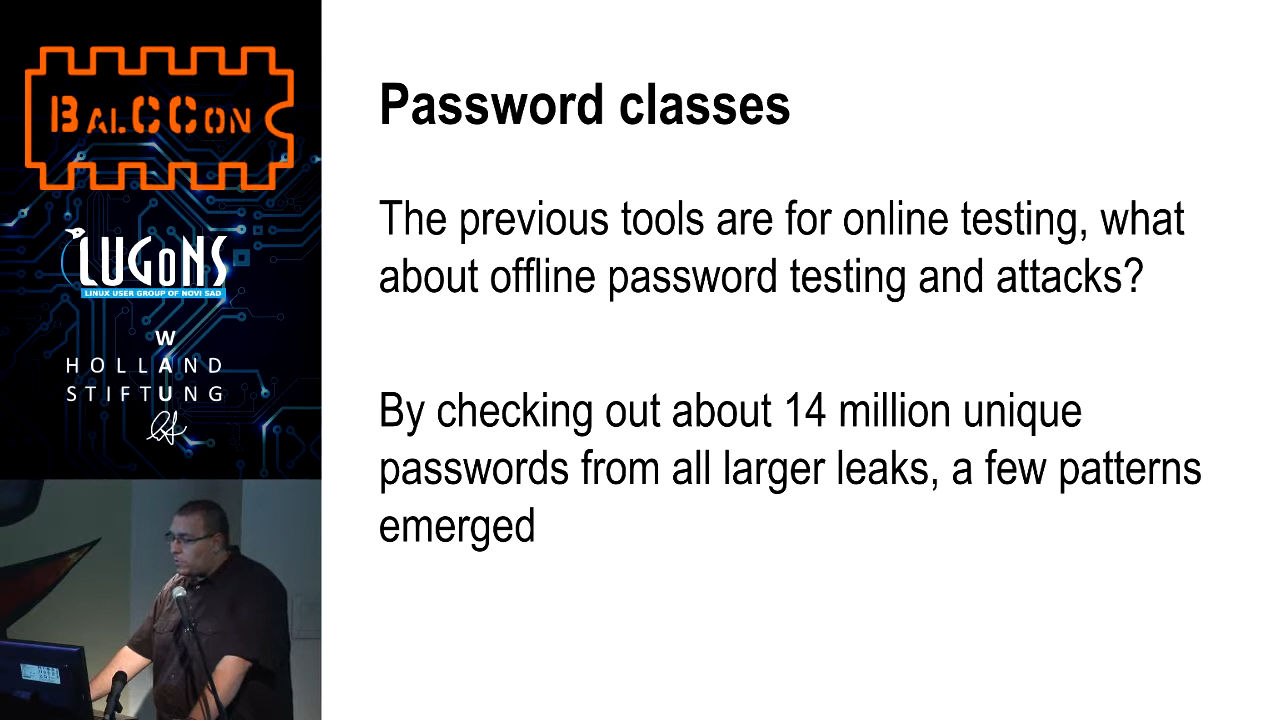 BALCCON
LUGONS
LINUX USER GROUP OF NOVI SAD
W
HOLLAND
STIFTUNG
Password classes
The previous tools are for online testing, what
about offline password testing and attacks?
By checking out about 14 million unique
passwords from all larger leaks, a few patterns
emerged